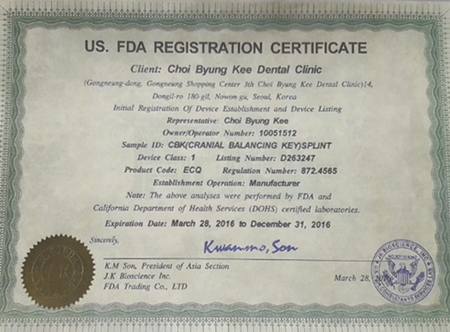 US. FDA REGISTRATION CERTIFICATE
Client: Choi Byung Kee Dental Clinic
(Gongneung-dong, Gongneung Shopping Center 3th Choi Byung Kee Dental Clinic)14,
Dongil-ro 180-gil, Nowon-gu, Seoul, Korea
Initial Registration Of Device Establishment and Device Listing
Representative: Choi Byung Kee
Owner/Operator Number: 10051512
Sample ID: CBK(CRANIAL BALANCING KEY)SPLINT
Device Class: 1 Listing Number: D263247
Product Code: ECQ Regulation Number: 872.4565
Establishment Operation: Manufacturer
Note: The above analyses were performed by FDA and
California Department of Health Services (DOHS) certified laboratories.
Expiration Date: March 28, 2016 to December 31, 2016
Sincerely,
Kwanmo, Son
K.M Son, President of Asia Section
J.K Bioscience Inc.
FDA Trading Co., LTD
March 28,
BIOSCIENCE INC